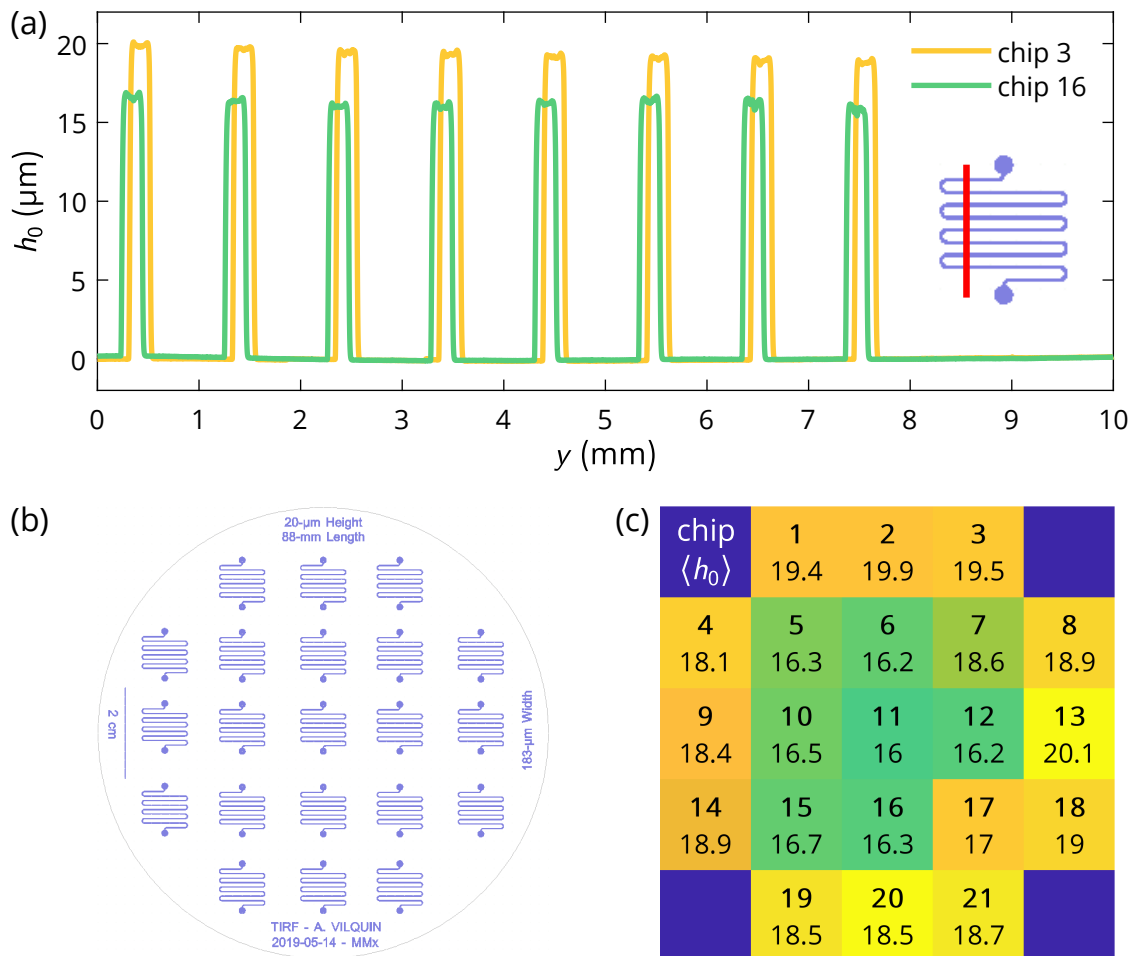 (a)
20
15
10
5
0
h₀ (μm)
chip 3
chip 16
0 1 2 3 4 5 6 7 8 9 10
y (mm)
(b)
20-μm Height
88-mm Length
2 cm
183-μm Width
TIRF - A. VILQUIN
2019-05-14 - MMx
(c)
chip 1 2 3
⟨h₀⟩ 19.4 19.9 19.5
4 5 6 7 8
18.1 16.3 16.2 18.6 18.9
9 10 11 12 13
18.4 16.5 16 16.2 20.1
14 15 16 17 18
18.9 16.7 16.3 17 19
19 20 21
18.5 18.5 18.7